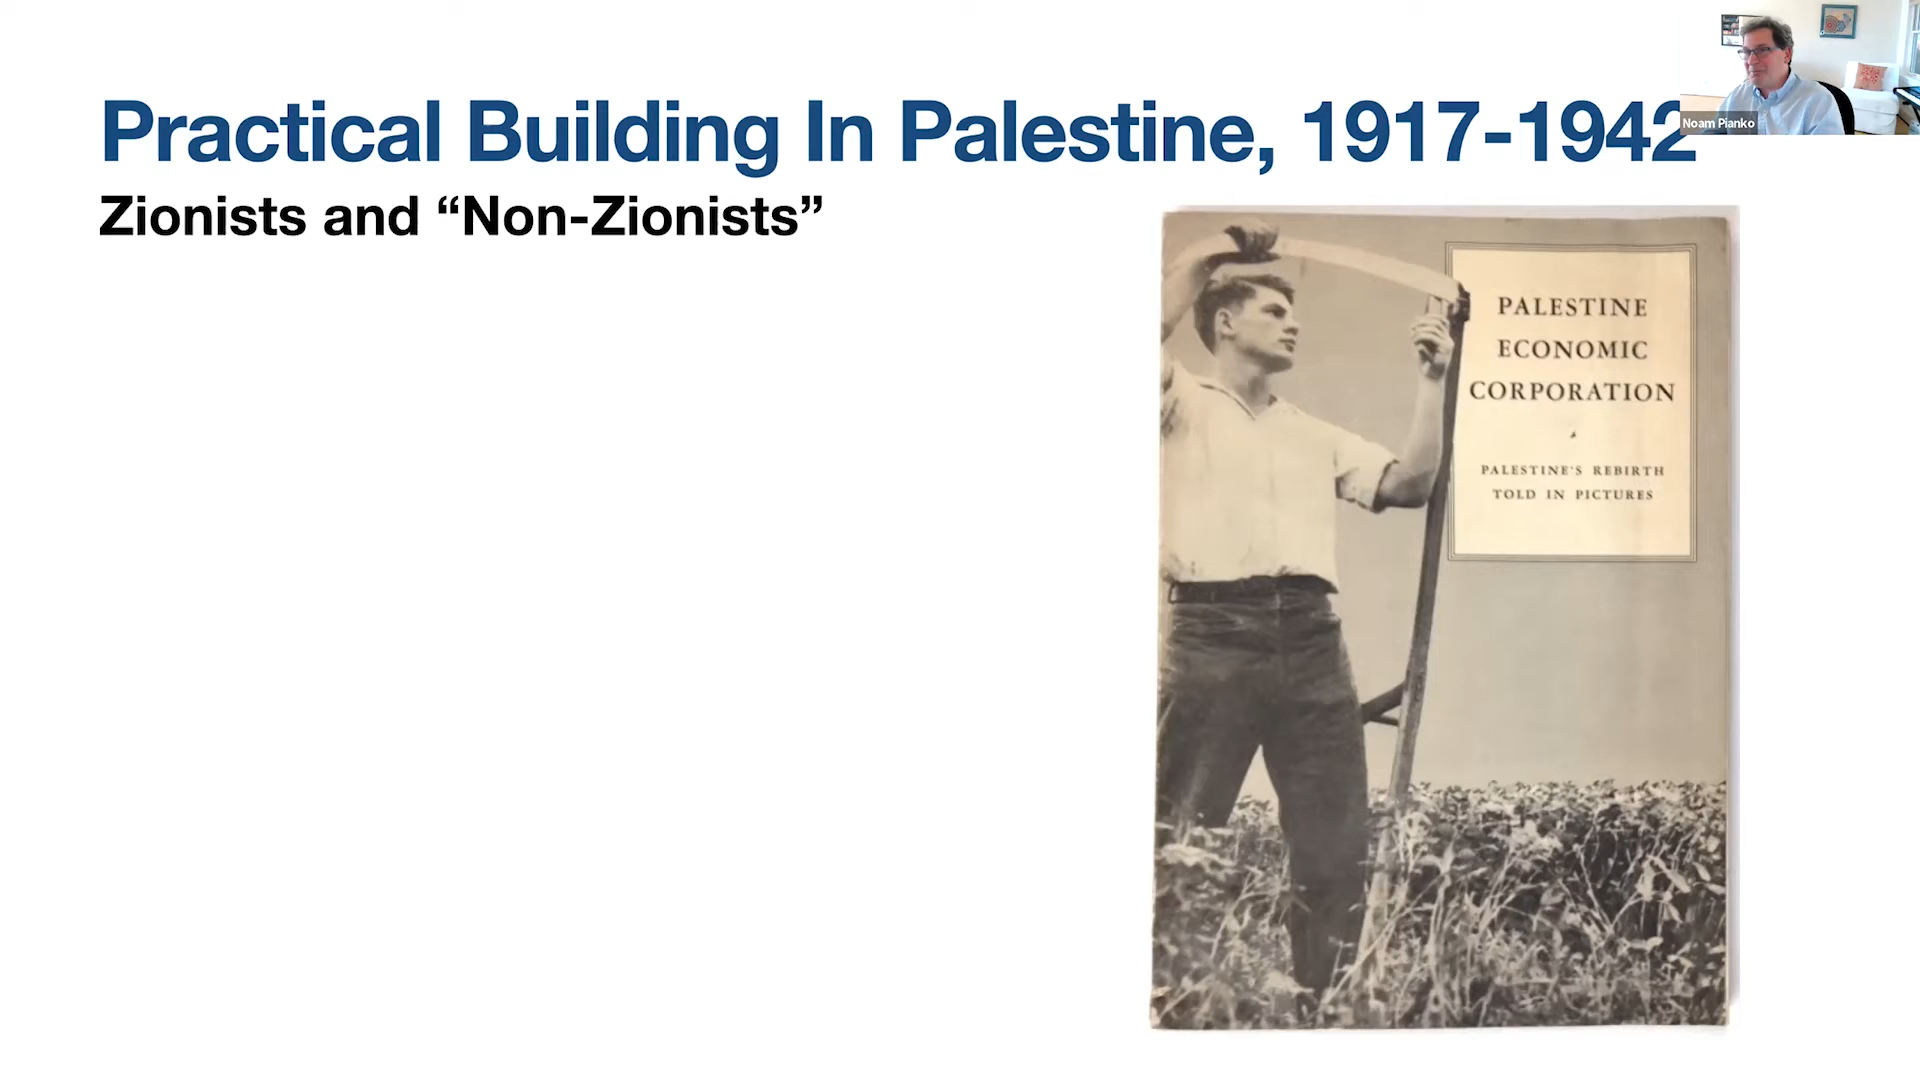 Practical Building In Palestine, 1917-1942
Zionists and “Non-Zionists”
Noam Pianko
PALESTINE
ECONOMIC
CORPORATION
PALESTINE'S REBIRTH
TOLD IN PICTURES